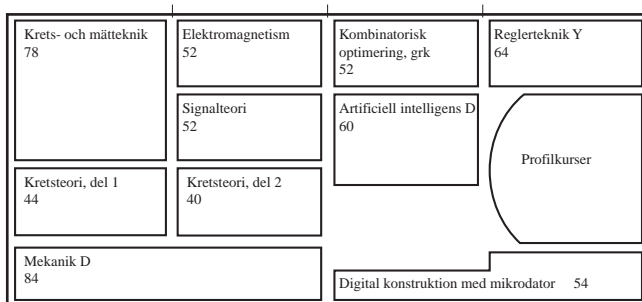 Krets- och mätteknik
78
Elektromagnetism
52
Kombinatorisk
optimering, grk
52
Reglerteknik Y
64
Signalteori
52
Artificiell intelligens D
60
Profilkurser
Kretsteori, del 1
44
Kretsteori, del 2
40
Mekanik D
84
Digital konstruktion med mikrodator 54